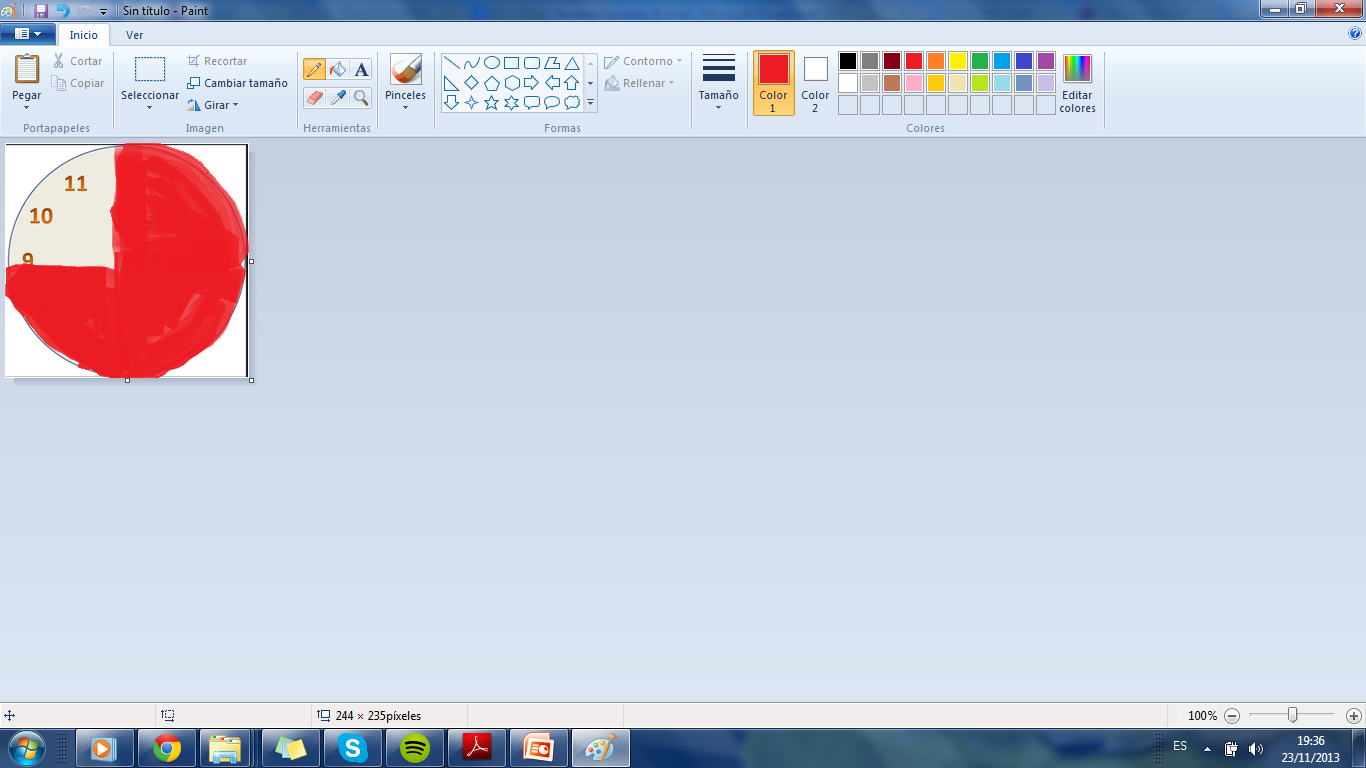 Sin título - Paint
Inicio Ver
Pegar
Cortar
Copiar
Portapapeles
Seleccionar
Recortar
Cambiar tamaño
Girar
Imagen
A
Herramientas
Pinceles
Contorno
Rellenar
Formas
Tamaño
Color 1
Color 2
Editar colores
Colores
11
10
9
244 × 235píxeles
100%
ES
19:36
23/11/2013